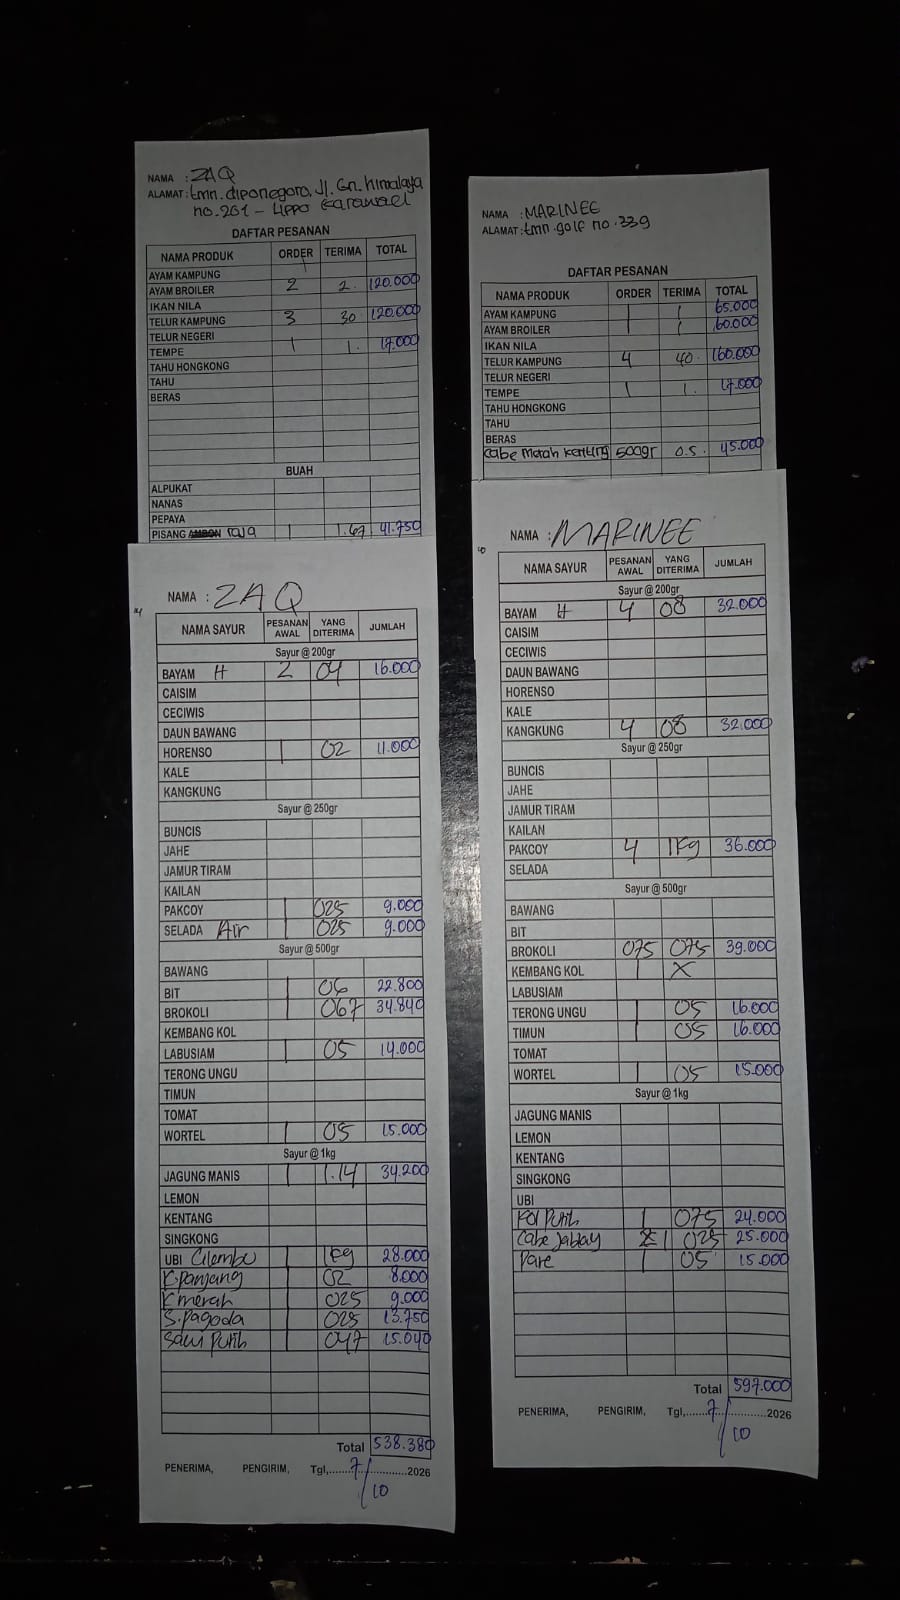 NAMA : ZAQ
ALAMAT : tmn. diponegoro, Jl. Gn. himalaya
no. 261 - Lippo Karawaci
DAFTAR PESANAN
NAMA PRODUK ORDER TERIMA TOTAL
AYAM KAMPUNG
AYAM BROILER 2 2. 120.000
IKAN NILA
TELUR KAMPUNG 3 30 120.000
TELUR NEGERI
TEMPE 1 1. 17.000
TAHU HONGKONG
TAHU
BERAS
BUAH
ALPUKAT
NANAS
PEPAYA
PISANG AMBON raja 1 1.67 41.750
NAMA : ZAQ
NAMA SAYUR PESANAN AWAL YANG DITERIMA JUMLAH
Sayur @ 200gr
BAYAM H 2 04 16.000
CAISIM
CECIWIS
DAUN BAWANG
HORENSO 1 02 11.000
KALE
KANGKUNG
Sayur @ 250gr
BUNCIS
JAHE
JAMUR TIRAM
KAILAN
PAKCOY 1 025 9.000
SELADA Air 1 025 9.000
Sayur @ 500gr
BAWANG
BIT 1 06 22.800
BROKOLI 1 067 34.840
KEMBANG KOL
LABUSIAM 1 05 14.000
TERONG UNGU
TIMUN
TOMAT
WORTEL 1 05 15.000
Sayur @ 1kg
JAGUNG MANIS 1 1.14 34.200
LEMON
KENTANG
SINGKONG
UBI Cilembu 1 1kg 28.000
K.panjang 1 02 8.000
K merah 1 025 9.000
S.pagoda 1 025 13.750
Sawi Putih 1 047 15.040
Total 538.380
PENERIMA, PENGIRIM, Tgl,.......7/10............2026
NAMA : MARINEE
ALAMAT : tmn. golf no. 339
DAFTAR PESANAN
NAMA PRODUK ORDER TERIMA TOTAL
AYAM KAMPUNG 1 1 65.000
AYAM BROILER 1 1 60.000
IKAN NILA
TELUR KAMPUNG 4 40. 160.000
TELUR NEGERI
TEMPE 1 1. 17.000
TAHU HONGKONG
TAHU
BERAS
Cabe Merah Keriting 500gr 0.5. 45.000
NAMA : MARINEE
NAMA SAYUR PESANAN AWAL YANG DITERIMA JUMLAH
Sayur @ 200gr
BAYAM H 4 08 32.000
CAISIM
CECIWIS
DAUN BAWANG
HORENSO
KALE
KANGKUNG 4 08 32.000
Sayur @ 250gr
BUNCIS
JAHE
JAMUR TIRAM
KAILAN
PAKCOY 4 1Kg 36.000
SELADA
Sayur @ 500gr
BAWANG
BIT
BROKOLI 075 075 39.000
KEMBANG KOL 1 X
LABUSIAM
TERONG UNGU 1 05 16.000
TIMUN 1 05 16.000
TOMAT
WORTEL 1 05 15.000
Sayur @ 1kg
JAGUNG MANIS
LEMON
KENTANG
SINGKONG
UBI
Kol Putih 1 075 24.000
Cabe Jablay 1 025 25.000
Pare 1 05 15.000
Total 597.000
PENERIMA, PENGIRIM, Tgl,.......7/10............2026